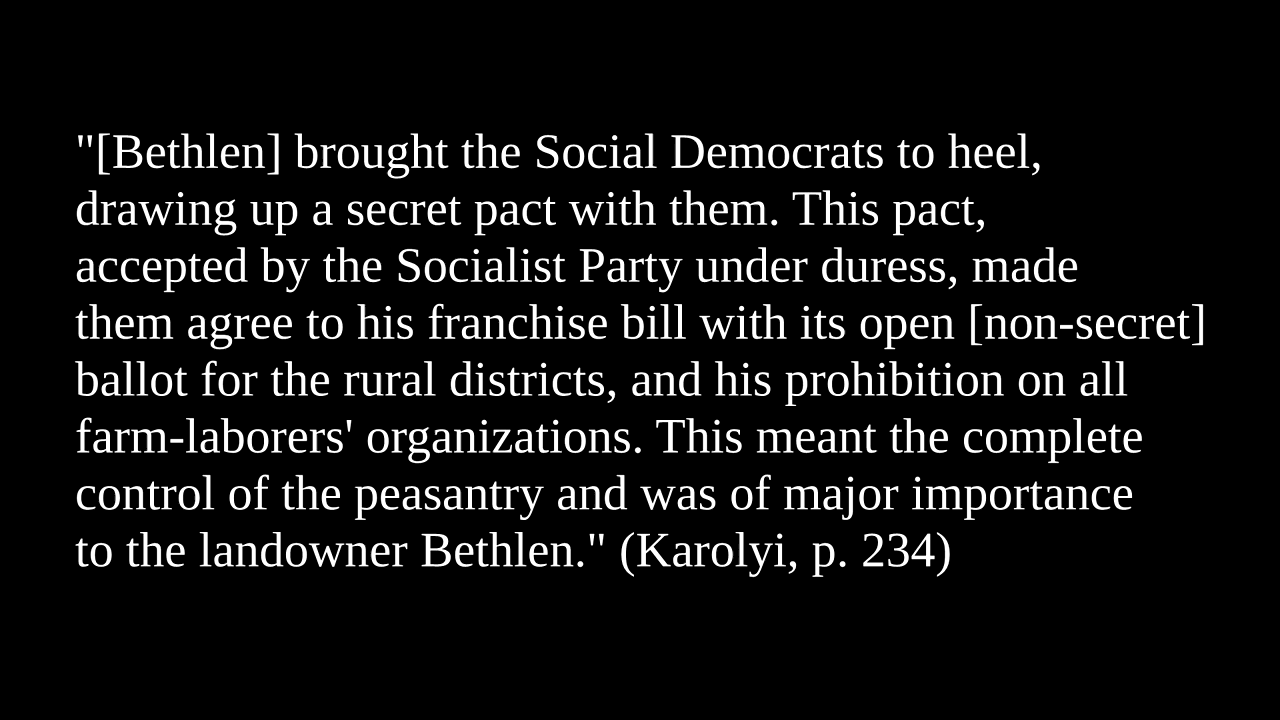 "[Bethlen] brought the Social Democrats to heel,
drawing up a secret pact with them. This pact,
accepted by the Socialist Party under duress, made
them agree to his franchise bill with its open [non-secret]
ballot for the rural districts, and his prohibition on all
farm-laborers' organizations. This meant the complete
control of the peasantry and was of major importance
to the landowner Bethlen." (Karolyi, p. 234)